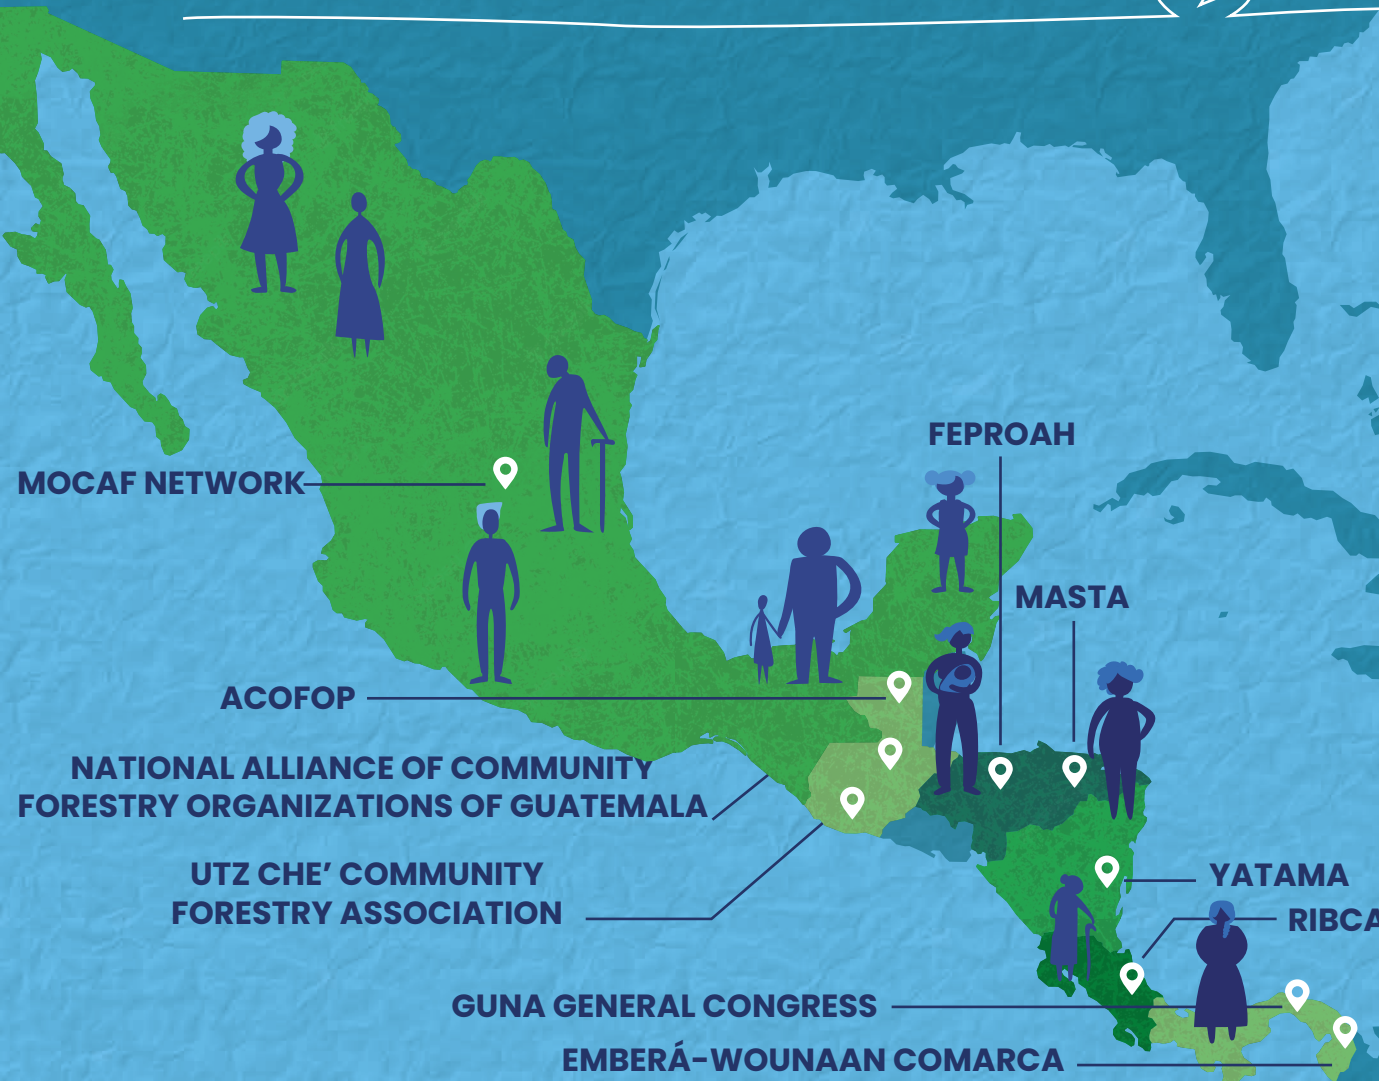 FEPROAH
MOCAF NETWORK
MASTA
ACOFOP
NATIONAL ALLIANCE OF COMMUNITY
FORESTRY ORGANIZATIONS OF GUATEMALA
UTZ CHE’ COMMUNITY
FORESTRY ASSOCIATION
YATAMA
RIBCA
GUNA GENERAL CONGRESS
EMBERÁ-WOUNAAN COMARCA